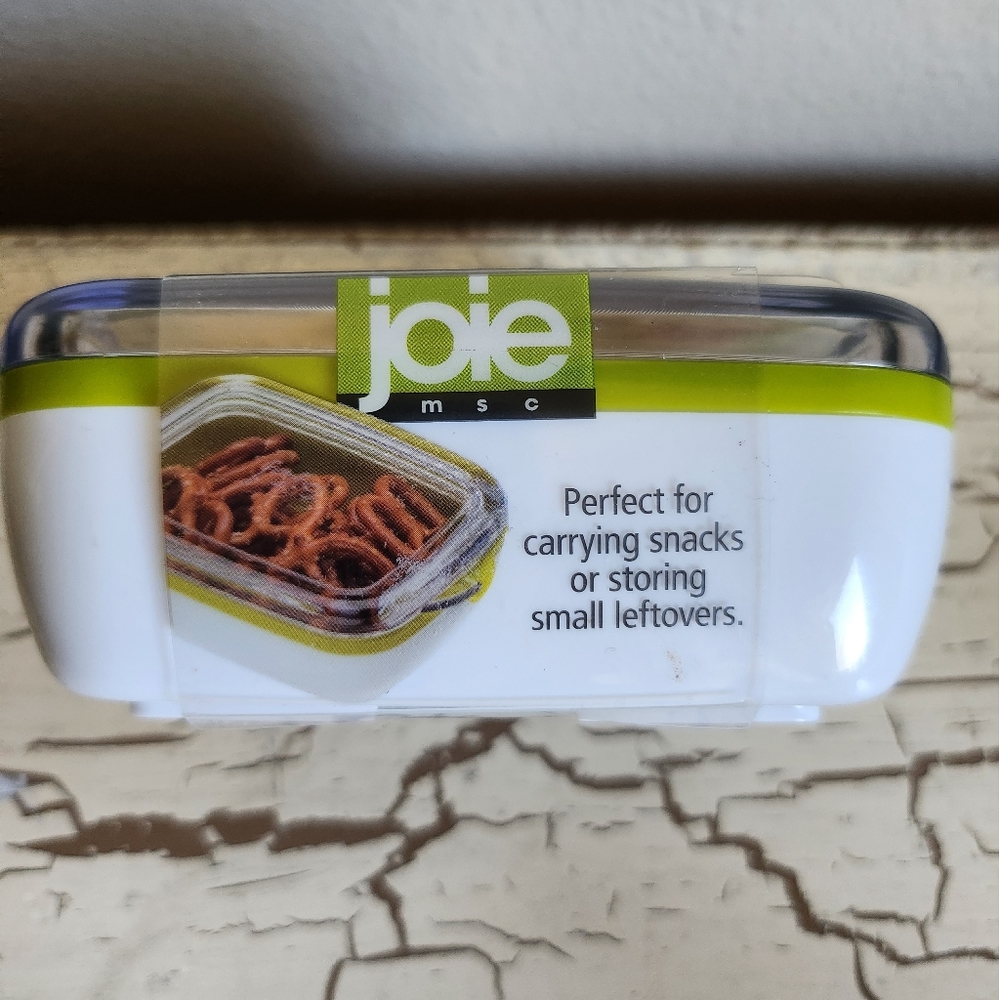 joie
msc
Perfect for
carrying snacks
or storing
small leftovers.